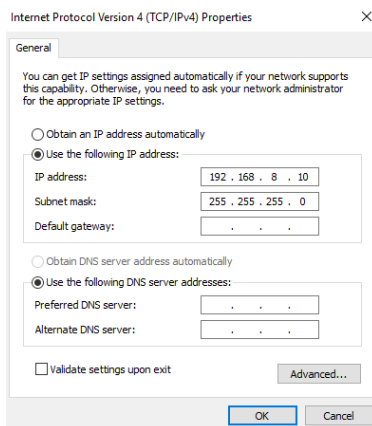 Internet Protocol Version 4 (TCP/IPv4) Properties
General
You can get IP settings assigned automatically if your network supports
this capability. Otherwise, you need to ask your network administrator
for the appropriate IP settings.
Obtain an IP address automatically
Use the following IP address:
IP address: 192 . 168 . 8 . 10
Subnet mask: 255 . 255 . 255 . 0
Default gateway: . . .
Obtain DNS server address automatically
Use the following DNS server addresses:
Preferred DNS server: . . .
Alternate DNS server: . . .
Validate settings upon exit
Advanced...
OK Cancel